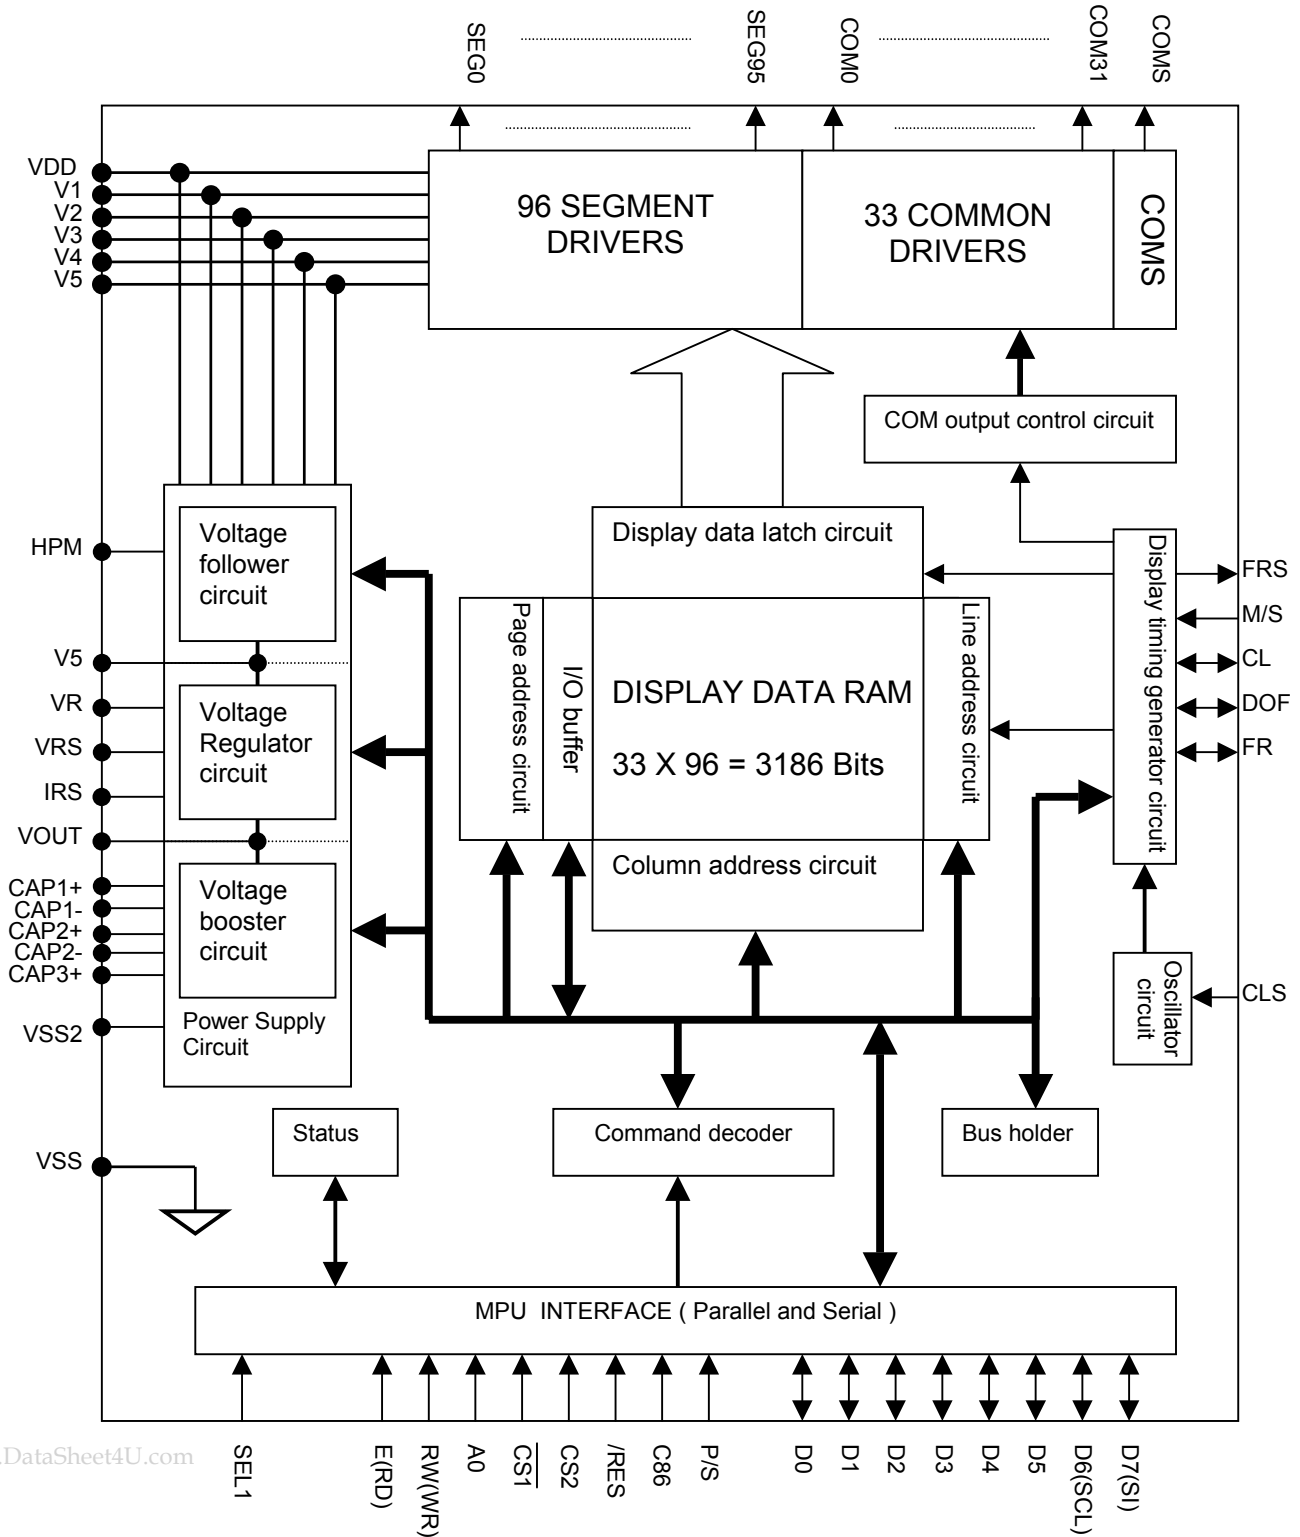 SEG0
SEG95
COM0
COM31
COMS
VDD
V1
V2
V3
V4
V5
96 SEGMENT
DRIVERS
33 COMMON
DRIVERS
COMS
COM output control circuit
HPM
V5
VR
VRS
IRS
VOUT
CAP1+
CAP1-
CAP2+
CAP2-
CAP3+
VSS2
VSS
Voltage
follower
circuit
Voltage
Regulator
circuit
Voltage
booster
circuit
Power Supply
Circuit
Display data latch circuit
Page address circuit
I/O buffer
DISPLAY DATA RAM
33 X 96 = 3186 Bits
Line address circuit
Column address circuit
Display timing generator circuit
FRS
M/S
CL
DOF
FR
Oscillator
circuit
CLS
Status
Command decoder
Bus holder
MPU INTERFACE ( Parallel and Serial )
SEL1
E(RD)
RW(WR)
A0
CS1
CS2
/RES
C86
P/S
D0
D1
D2
D3
D4
D5
D6(SCL)
D7(SI)
.DataSheet4U.com